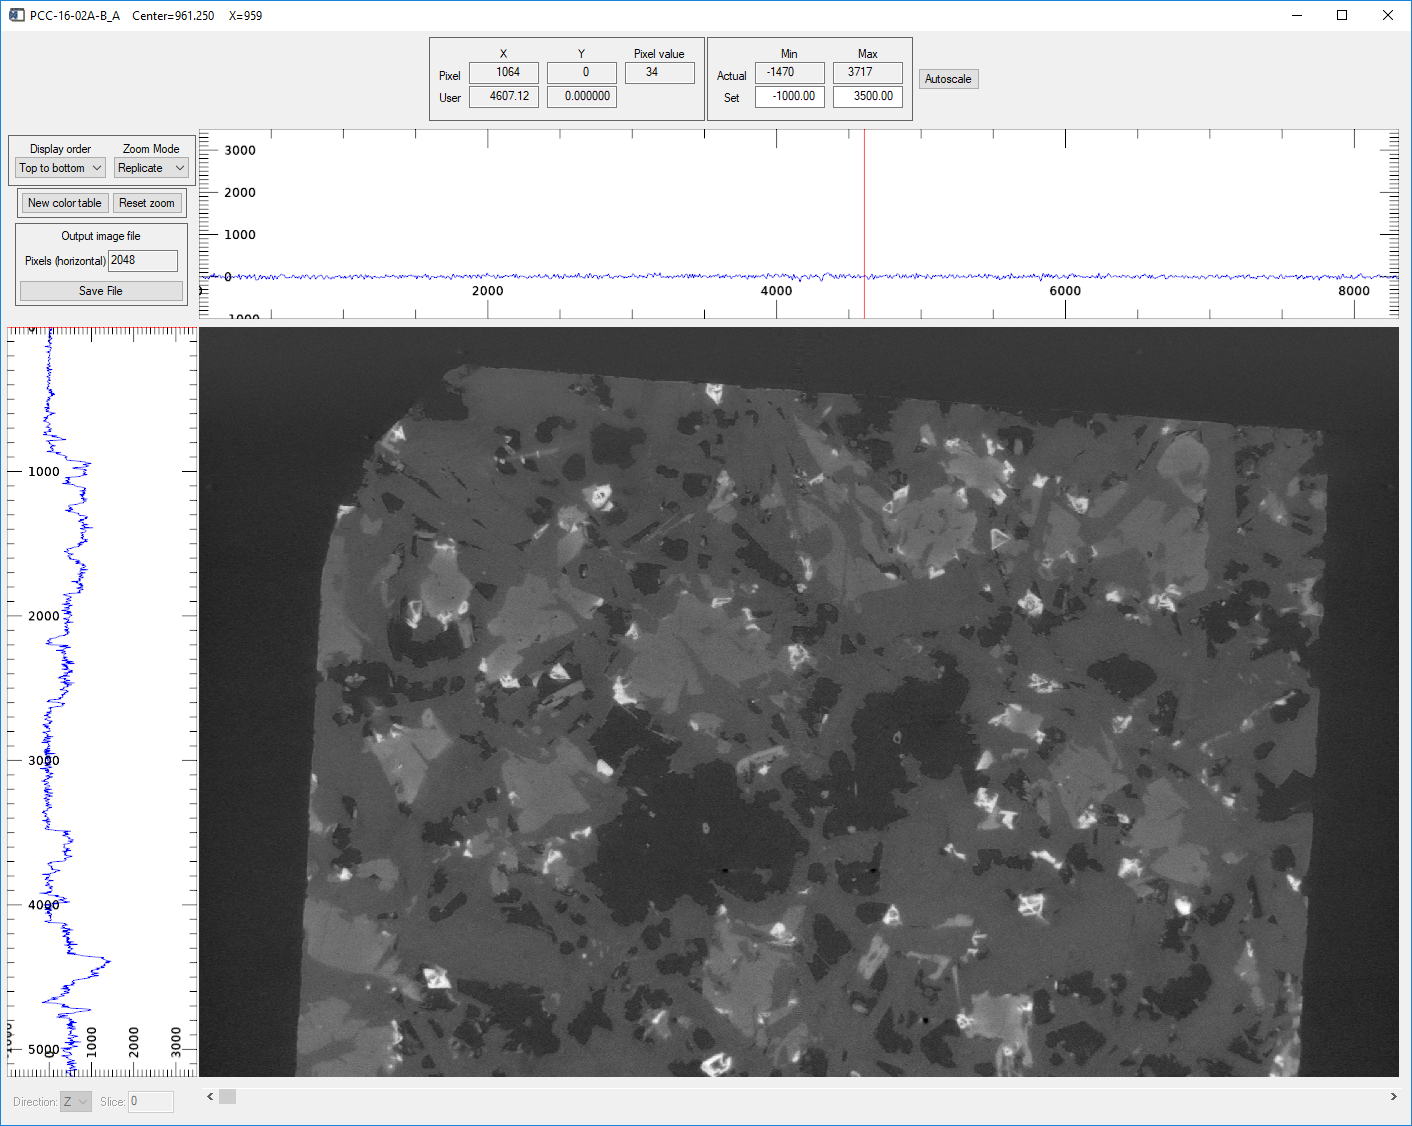 PCC-16-02A-B_A Center=961.250 X=959
X Y Pixel value
Pixel 1064 0 34
User 4607.12 0.000000
Min Max
Actual -1470 3717
Set -1000.00 3500.00
Autoscale
Display order Zoom Mode
Top to bottom Replicate
New color table Reset zoom
Output image file
Pixels (horizontal) 2048
Save File
3000
2000
1000
0
2000 4000 6000 8000
1000
2000
3000
4000
5000
0 1000 2000 3000
Direction: Z Slice: 0